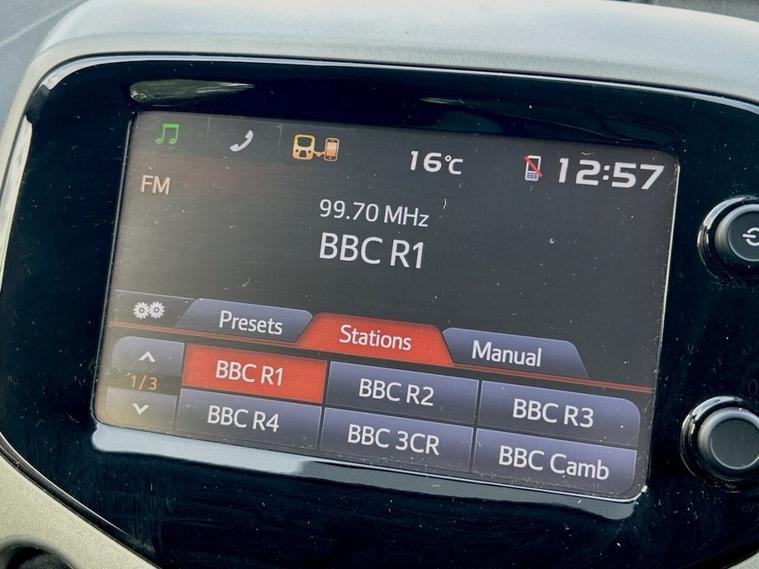 16°C 12:57
FM
99.70 MHz
BBC R1
Presets Stations Manual
1/3 BBC R1 BBC R2 BBC R3
BBC R4 BBC 3CR BBC Camb